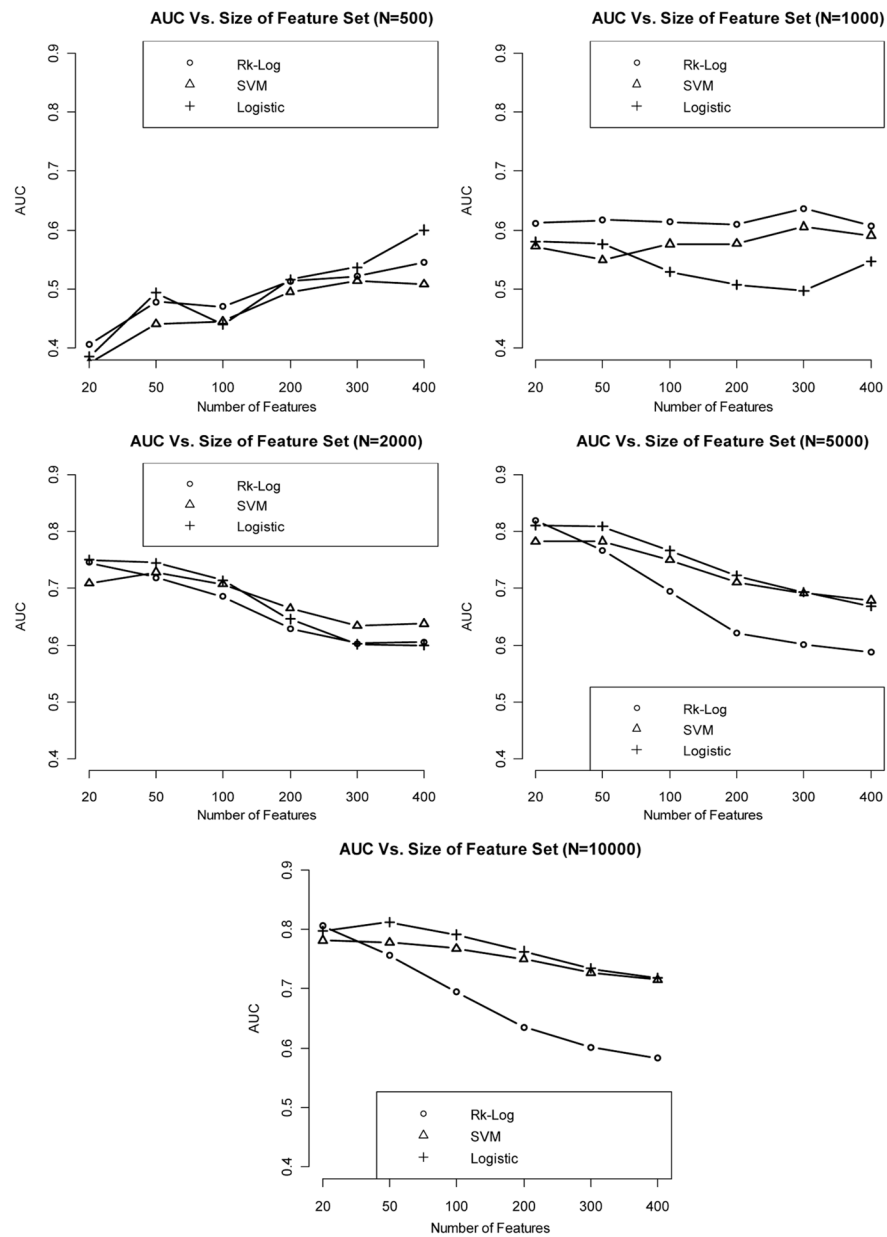 AUC Vs. Size of Feature Set (N=500)
Rk-Log
SVM
Logistic
AUC
0.9
0.8
0.7
0.6
0.5
0.4
20 50 100 200 300 400
Number of Features
AUC Vs. Size of Feature Set (N=1000)
Rk-Log
SVM
Logistic
AUC
0.9
0.8
0.7
0.6
0.5
0.4
20 50 100 200 300 400
Number of Features
AUC Vs. Size of Feature Set (N=2000)
Rk-Log
SVM
Logistic
AUC
0.9
0.8
0.7
0.6
0.5
0.4
20 50 100 200 300 400
Number of Features
AUC Vs. Size of Feature Set (N=5000)
Rk-Log
SVM
Logistic
AUC
0.9
0.8
0.7
0.6
0.5
0.4
20 50 100 200 300 400
Number of Features
AUC Vs. Size of Feature Set (N=10000)
Rk-Log
SVM
Logistic
AUC
0.9
0.8
0.7
0.6
0.5
0.4
20 50 100 200 300 400
Number of Features